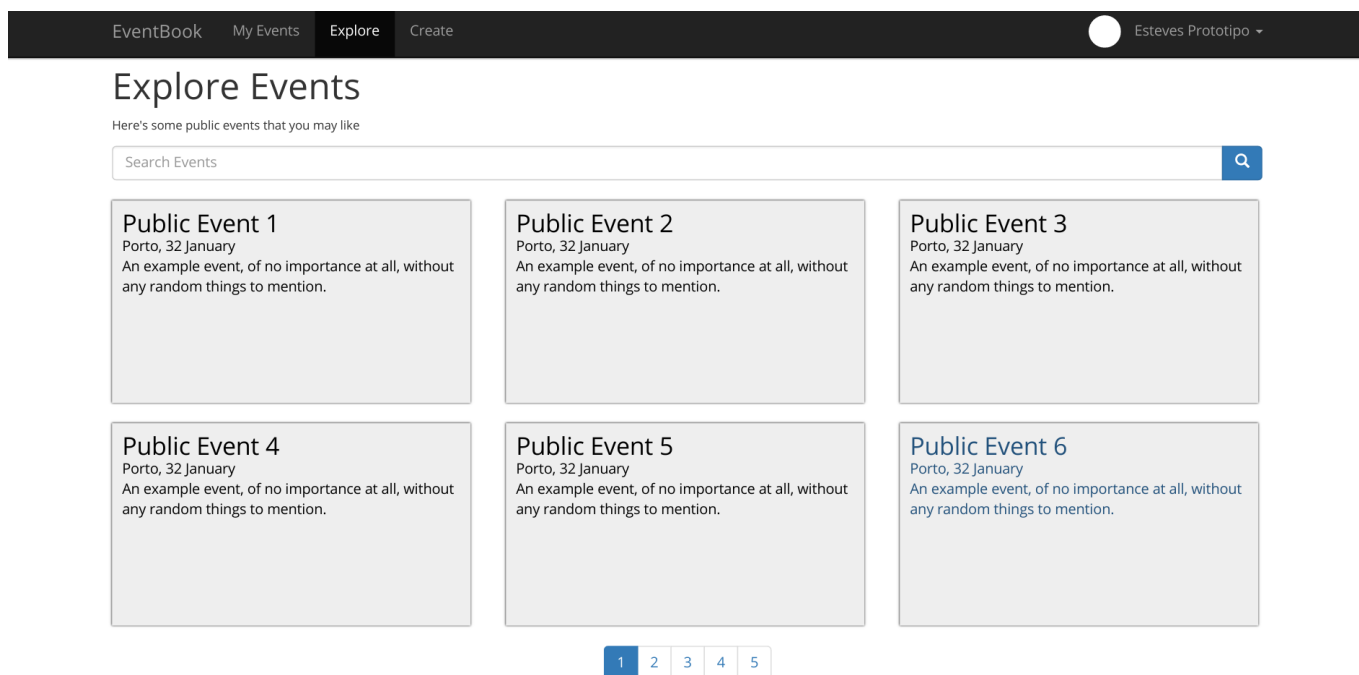 EventBook My Events Explore Create Esteves Prototipo
Explore Events
Here's some public events that you may like
Search Events
Public Event 1
Porto, 32 January
An example event, of no importance at all, without
any random things to mention.
Public Event 2
Porto, 32 January
An example event, of no importance at all, without
any random things to mention.
Public Event 3
Porto, 32 January
An example event, of no importance at all, without
any random things to mention.
Public Event 4
Porto, 32 January
An example event, of no importance at all, without
any random things to mention.
Public Event 5
Porto, 32 January
An example event, of no importance at all, without
any random things to mention.
Public Event 6
Porto, 32 January
An example event, of no importance at all, without
any random things to mention.
1 2 3 4 5